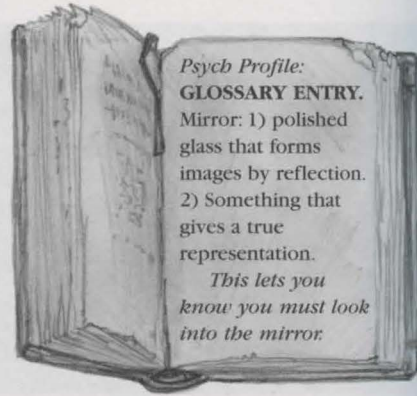 Psych Profile:
GLOSSARY ENTRY.
Mirror: 1) polished
glass that forms
images by reflection.
2) Something that
gives a true
representation.
This lets you
know you must look
into the mirror.